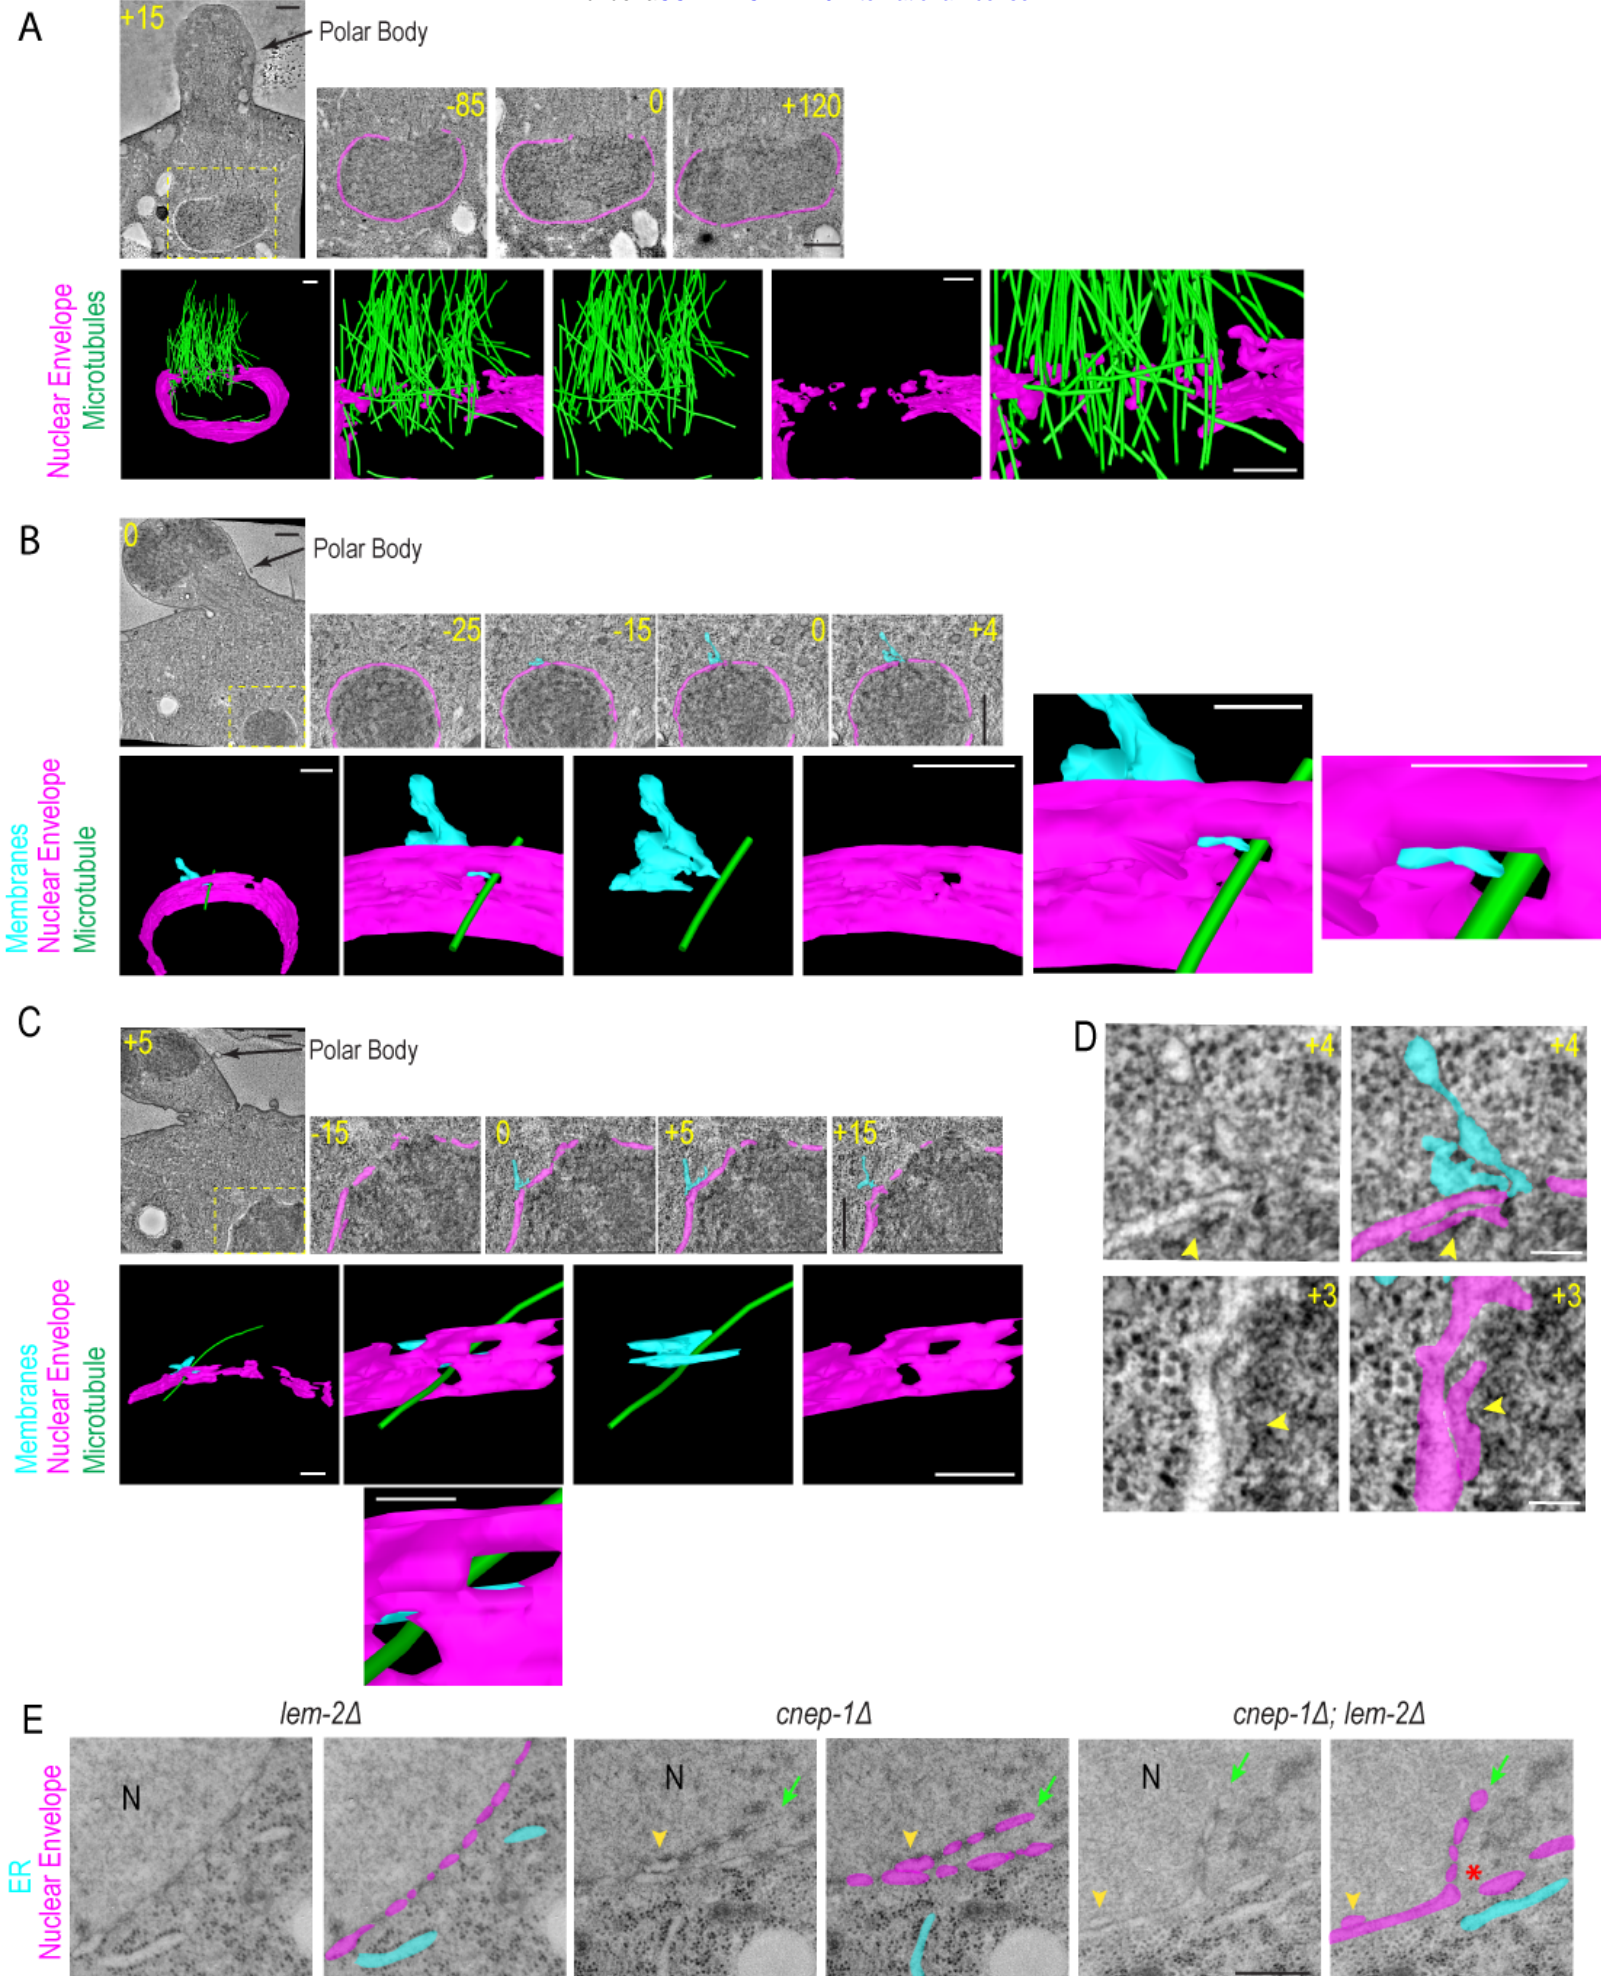 A
+15
Polar Body
-85
0
+120
Nuclear Envelope
Microtubules
B
0
Polar Body
-25
-15
0
+4
Membranes
Nuclear Envelope
Microtubule
C
+5
Polar Body
-15
0
+5
+15
D
+4
+4
+3
+3
Membranes
Nuclear Envelope
Microtubule
E
lem-2Δ
cnep-1Δ
cnep-1Δ; lem-2Δ
N
N
N
*
ER
Nuclear Envelope